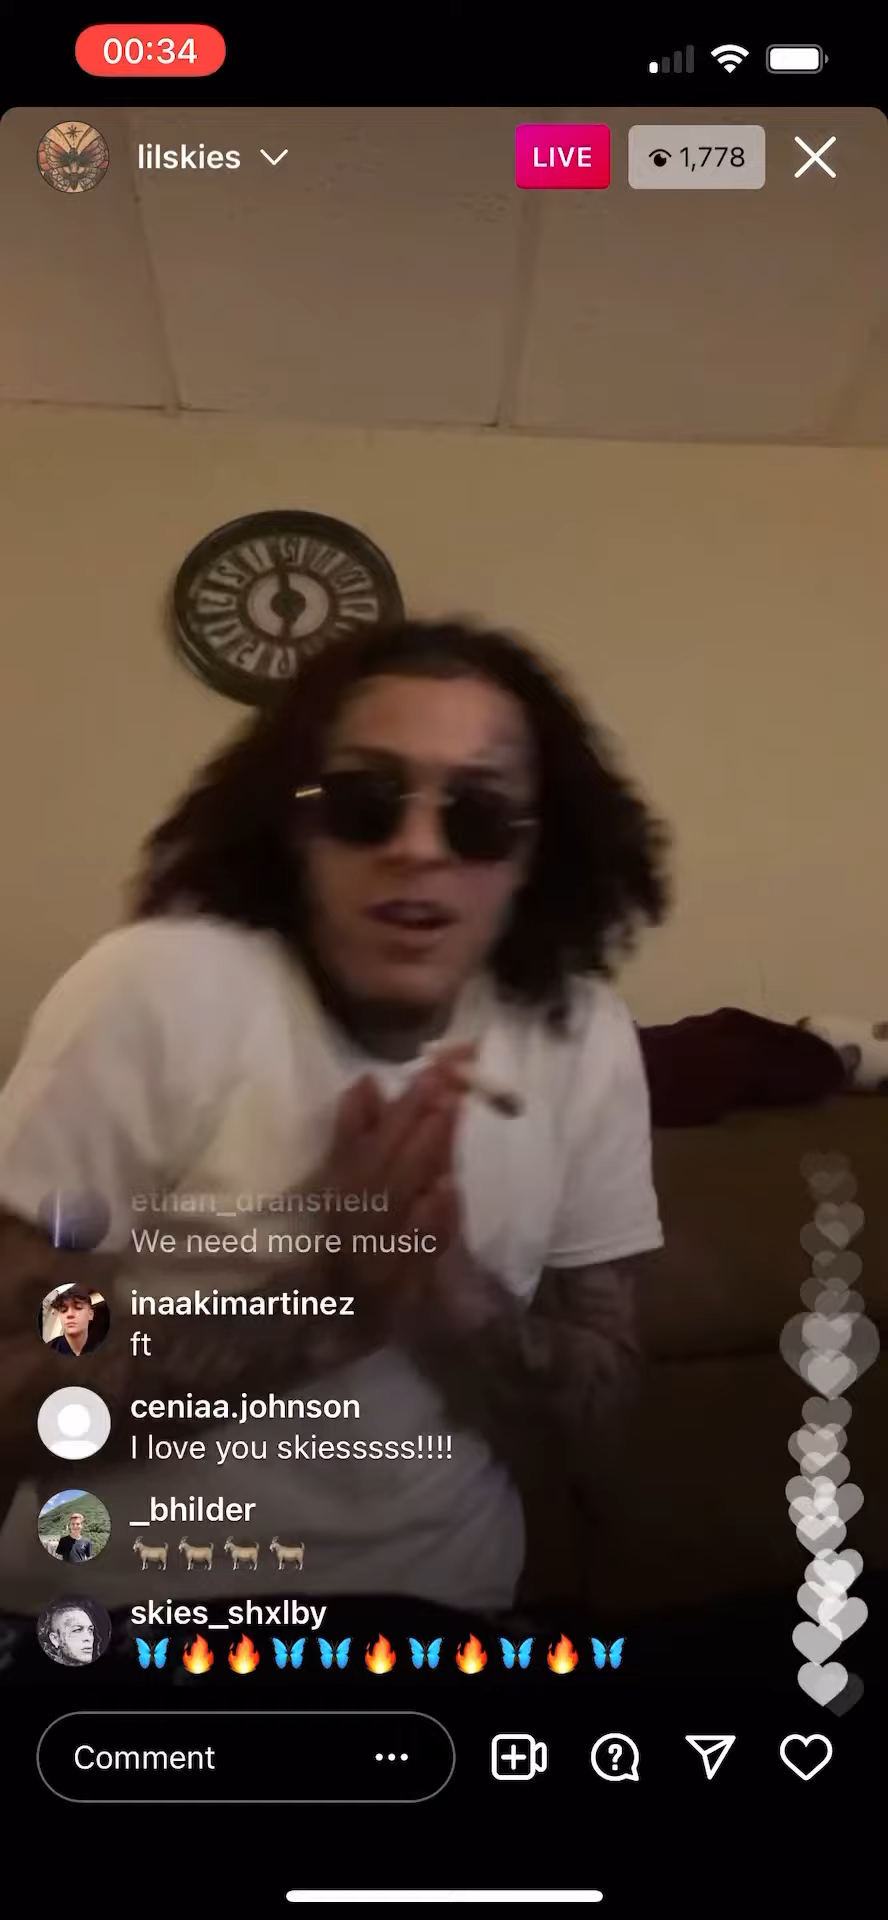 00:34
lilskies
LIVE
1,778
ethan_dransfield
We need more music
inaakimartinez
ft
ceniaa.johnson
I love you skiesssss!!!!
_bhilder
🐐🐐🐐🐐
skies_shxlby
🦋🔥🔥🦋🦋🔥🦋🔥🦋🔥🦋
Comment